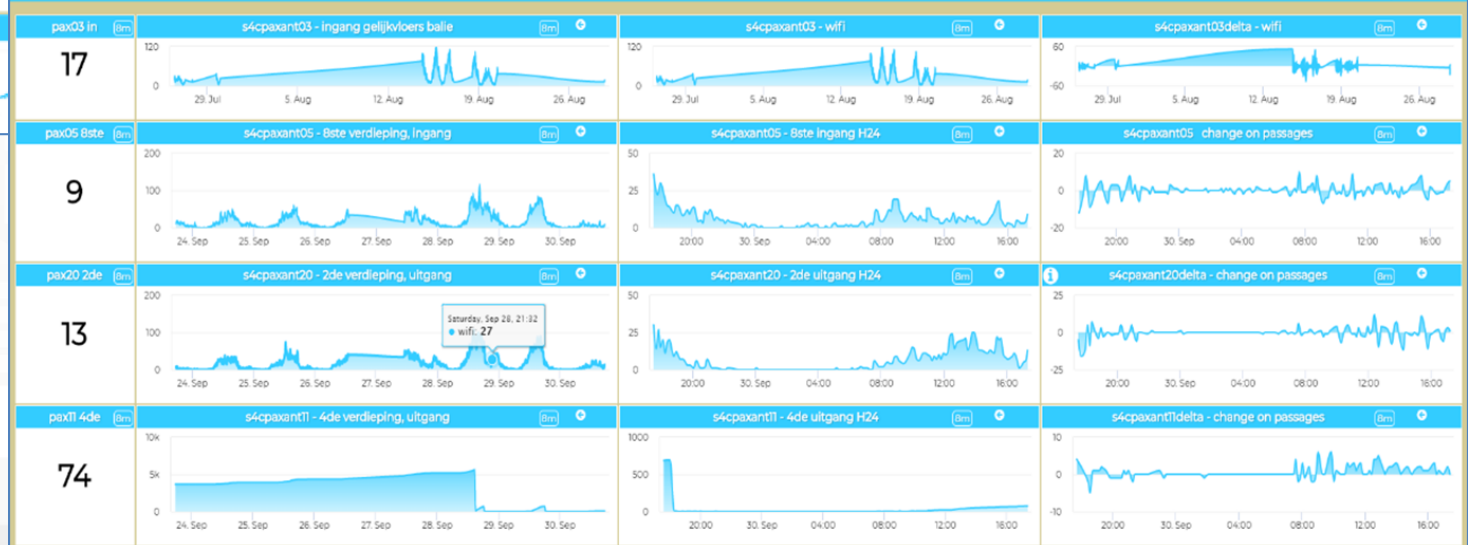 pax03 in 8m s4cpaxant03 - ingang gelijkvloers balie 8m s4cpaxant03 - wifi 8m s4cpaxant03delta - wifi 8m
17
120 120 60
0 0 -60
29. Jul 5. Aug 12. Aug 19. Aug 26. Aug 29. Jul 5. Aug 12. Aug 19. Aug 26. Aug 29. Jul 5. Aug 12. Aug 19. Aug 26. Aug
pax05 8ste 8m s4cpaxant05 - 8ste verdieping, ingang 8m s4cpaxant05 - 8ste ingang H24 8m s4cpaxant05 change on passages 8m
200 50 20
9
100 25 0
0 0 -20
24. Sep 25. Sep 26. Sep 27. Sep 28. Sep 29. Sep 30. Sep 20:00 30. Sep 04:00 08:00 12:00 16:00 20:00 30. Sep 04:00 08:00 12:00 16:00
pax20 2de 8m s4cpaxant20 - 2de verdieping, uitgang 8m s4cpaxant20 - 2de uitgang H24 8m i s4cpaxant20delta - change on passages 8m
200 50 25
Saturday, Sep 28, 21:32
wifi: 27
13
100 25 0
0 0 -25
24. Sep 25. Sep 26. Sep 27. Sep 28. Sep 29. Sep 30. Sep 20:00 30. Sep 04:00 08:00 12:00 16:00 20:00 30. Sep 04:00 08:00 12:00 16:00
pax11 4de 8m s4cpaxant11 - 4de verdieping, uitgang 8m s4cpaxant11 - 4de uitgang H24 8m s4cpaxant11delta - change on passages 8m
10k 1000 10
74
5k 500 0
0 0 -10
24. Sep 25. Sep 26. Sep 27. Sep 28. Sep 29. Sep 30. Sep 20:00 30. Sep 04:00 08:00 12:00 16:00 20:00 30. Sep 04:00 08:00 12:00 16:00